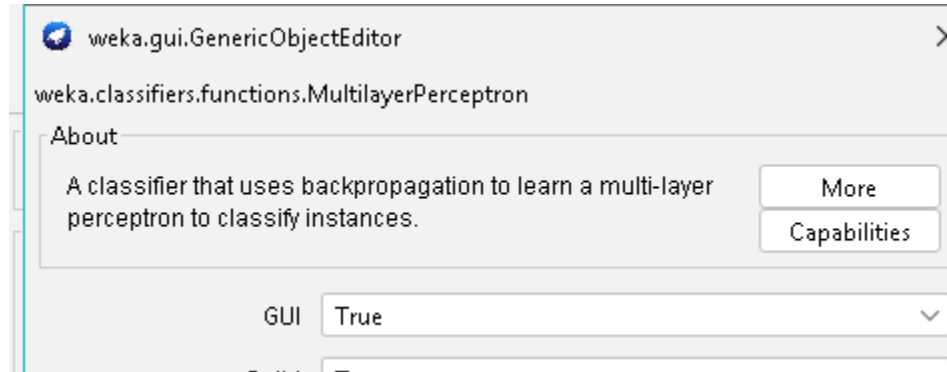 weka.gui.GenericObjectEditor
weka.classifiers.functions.MultilayerPerceptron
About
A classifier that uses backpropagation to learn a multi-layer
perceptron to classify instances.
More
Capabilities
GUI True